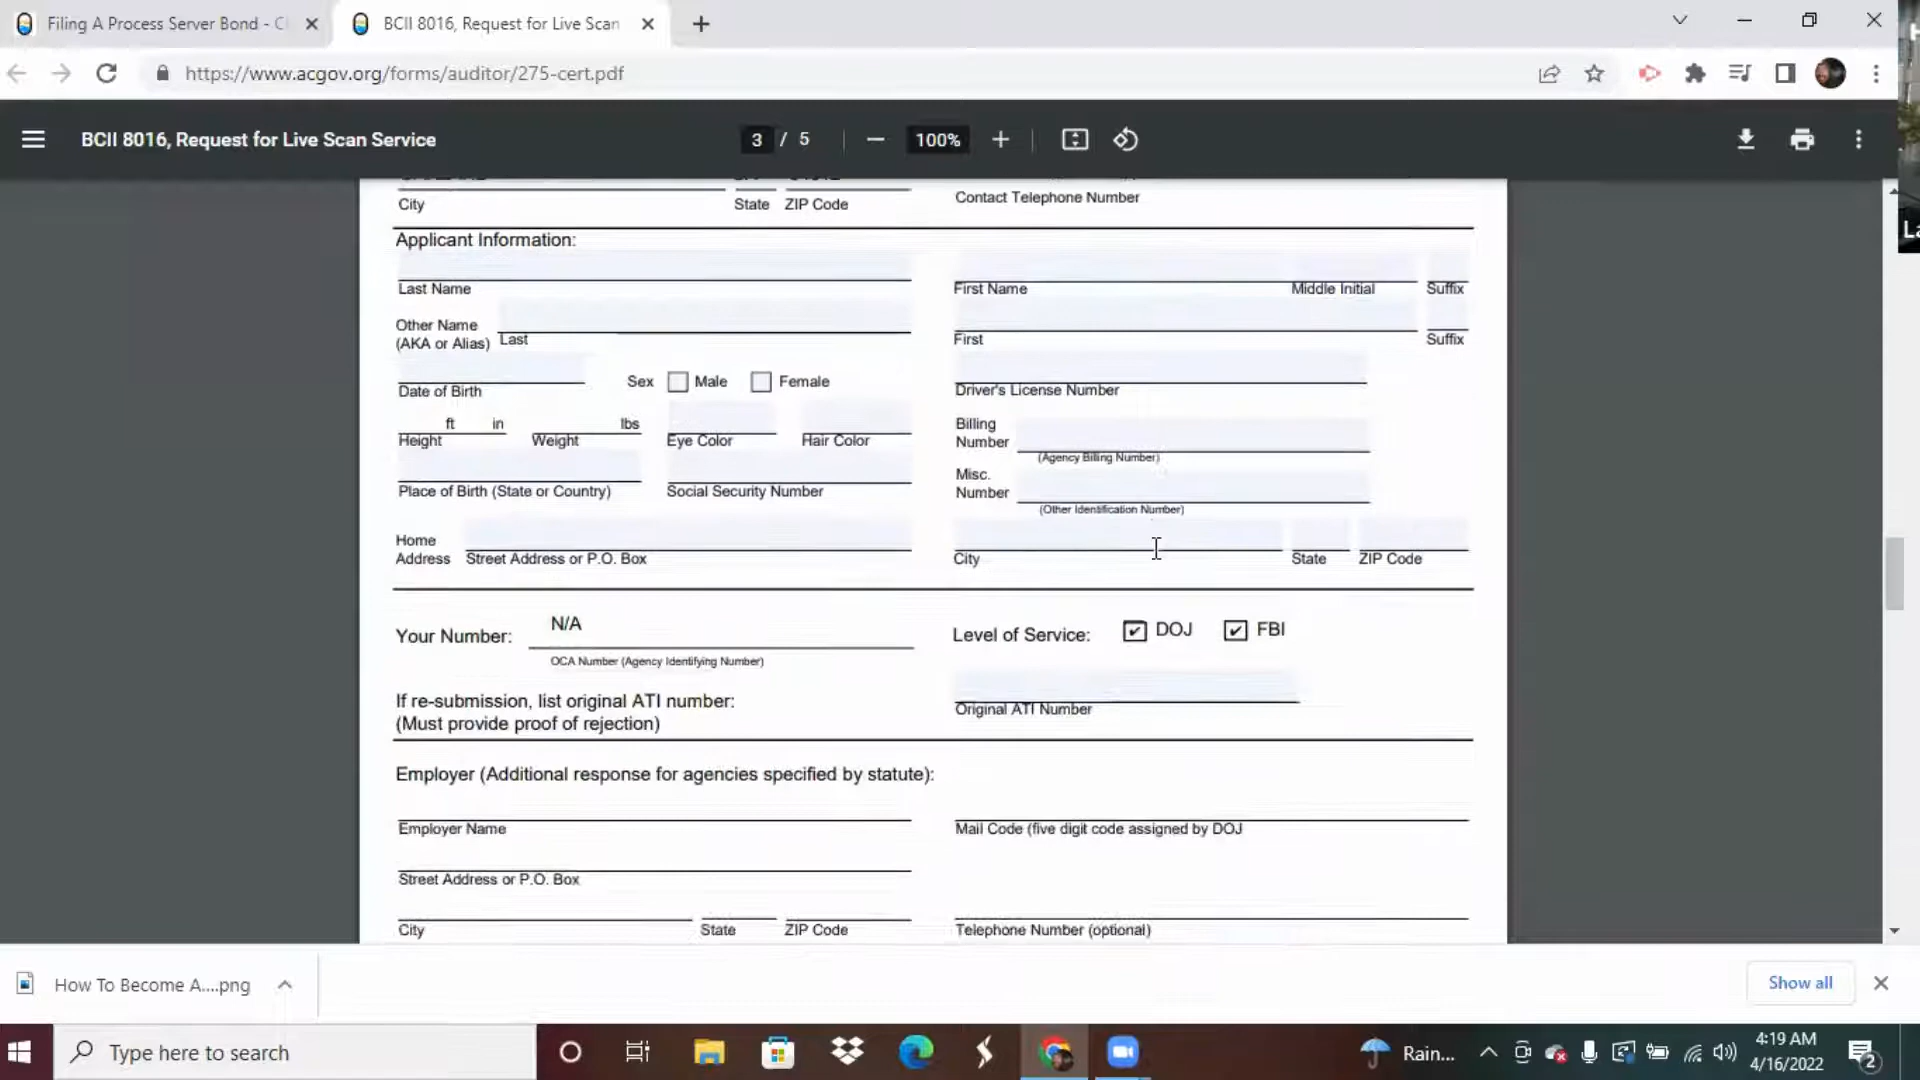 Filing A Process Server Bond - C
BCII 8016, Request for Live Scan
https://www.acgov.org/forms/auditor/275-cert.pdf
BCII 8016, Request for Live Scan Service
3 / 5
100%
City State ZIP Code
Contact Telephone Number
Applicant Information:
Last Name
First Name Middle Initial Suffix
Other Name
(AKA or Alias) Last
First Suffix
Date of Birth
Sex Male Female
Driver's License Number
ft in lbs
Height Weight Eye Color Hair Color
Billing
Number
(Agency Billing Number)
Place of Birth (State or Country) Social Security Number
Misc.
Number
(Other Identification Number)
Home
Address Street Address or P.O. Box
City State ZIP Code
Your Number: N/A
OCA Number (Agency Identifying Number)
Level of Service: DOJ FBI
If re-submission, list original ATI number:
(Must provide proof of rejection)
Original ATI Number
Employer (Additional response for agencies specified by statute):
Employer Name
Mail Code (five digit code assigned by DOJ
Street Address or P.O. Box
City State ZIP Code
Telephone Number (optional)
How To Become A....png
Show all
Type here to search
Rain...
4:19 AM
4/16/2022
2